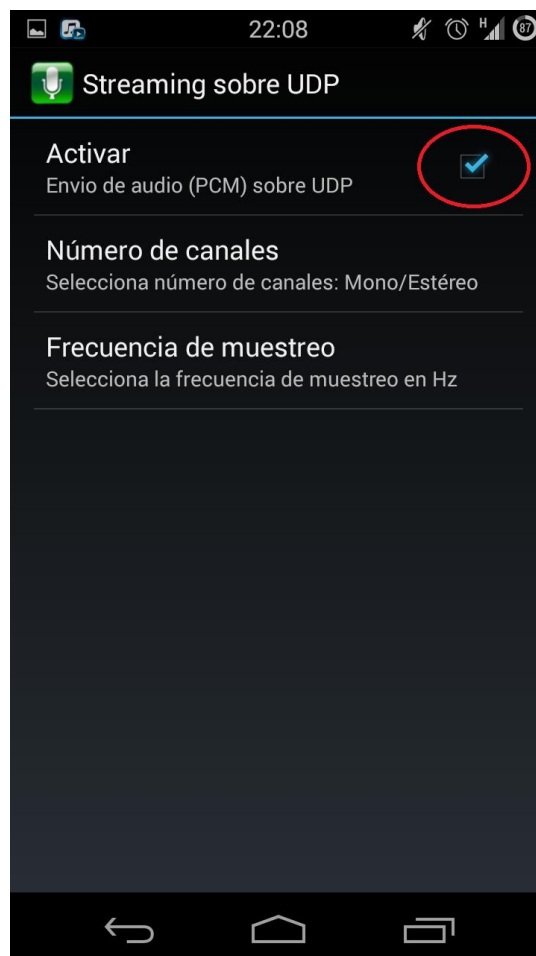 22:08
H
87
Streaming sobre UDP
Activar
Envio de audio (PCM) sobre UDP
Número de canales
Selecciona número de canales: Mono/Estéreo
Frecuencia de muestreo
Selecciona la frecuencia de muestreo en Hz